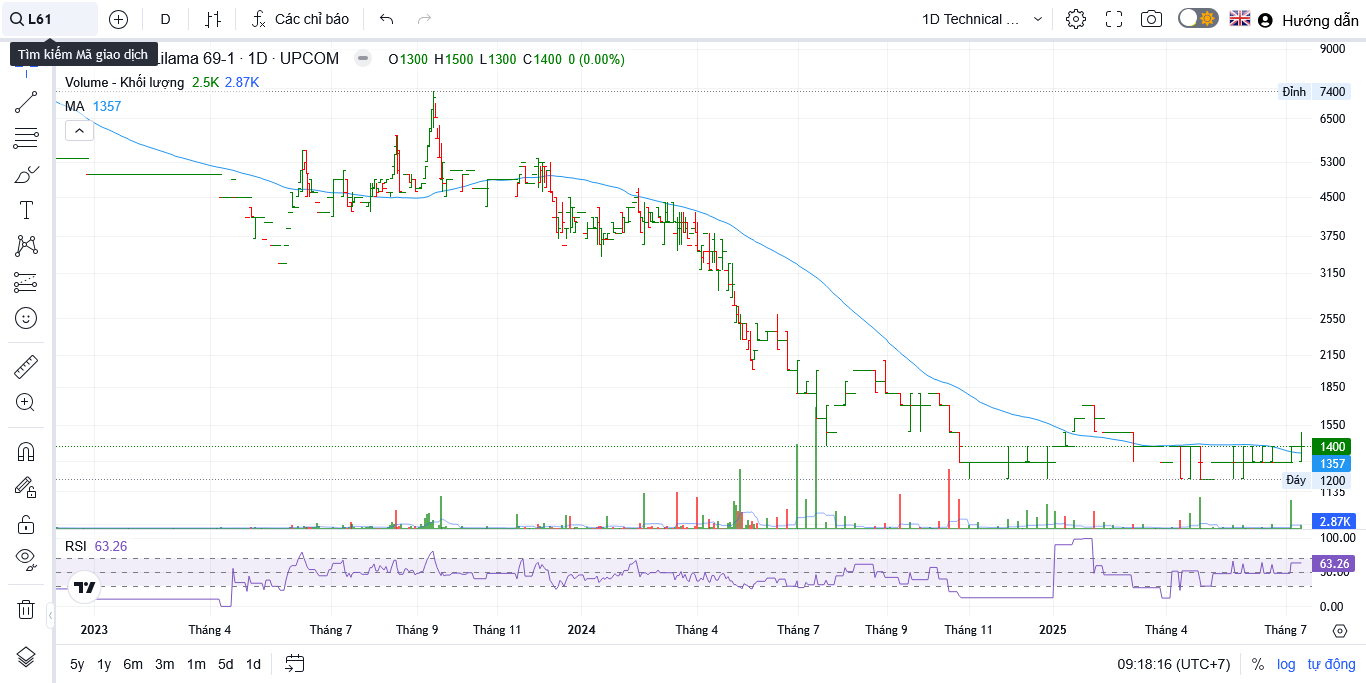 L61 D Các chỉ báo 1D Technical ... Hướng dẫn
Tìm kiếm Mã giao dịch
Lilama 69-1 · 1D · UPCOM O1300 H1500 L1300 C1400 0 (0.00%)
Volume - Khối lượng 2.5K 2.87K
MA 1357
9000
Đỉnh 7400
6500
5300
4500
3750
3150
2550
2150
1850
1550
1400
1357
Đáy 1200
1135
2.87K
RSI 63.26
100.00
63.26
50.00
0.00
2023 Tháng 4 Tháng 7 Tháng 9 Tháng 11 2024 Tháng 4 Tháng 7 Tháng 9 Tháng 11 2025 Tháng 4 Tháng 7
5y 1y 6m 3m 1m 5d 1d 09:18:16 (UTC+7) % log tự động